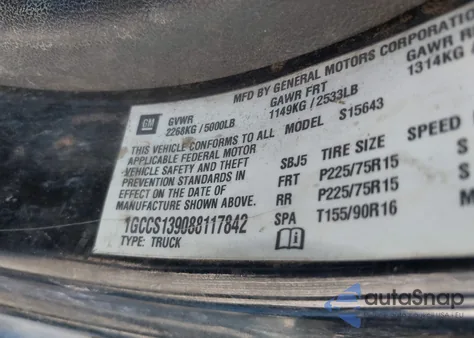 BY GENERAL MOTORS CORPORATION
GM GVWR GAWR FRT GAWR
2268KG / 5000LB 1149KG / 2533LB 1314KG
THIS VEHICLE CONFORMS TO ALL MODEL S15643
APPLICABLE FEDERAL MOTOR
VEHICLE SAFETY AND THEFT SBJ5 TIRE SIZE SPEED
PREVENTION STANDARDS IN FRT P225/75R15
EFFECT ON THE DATE OF RR P225/75R15
MANUFACTURE SHOWN ABOVE. SPA T155/90R16
1GCCS139088117842
TYPE: TRUCK
autoSnap